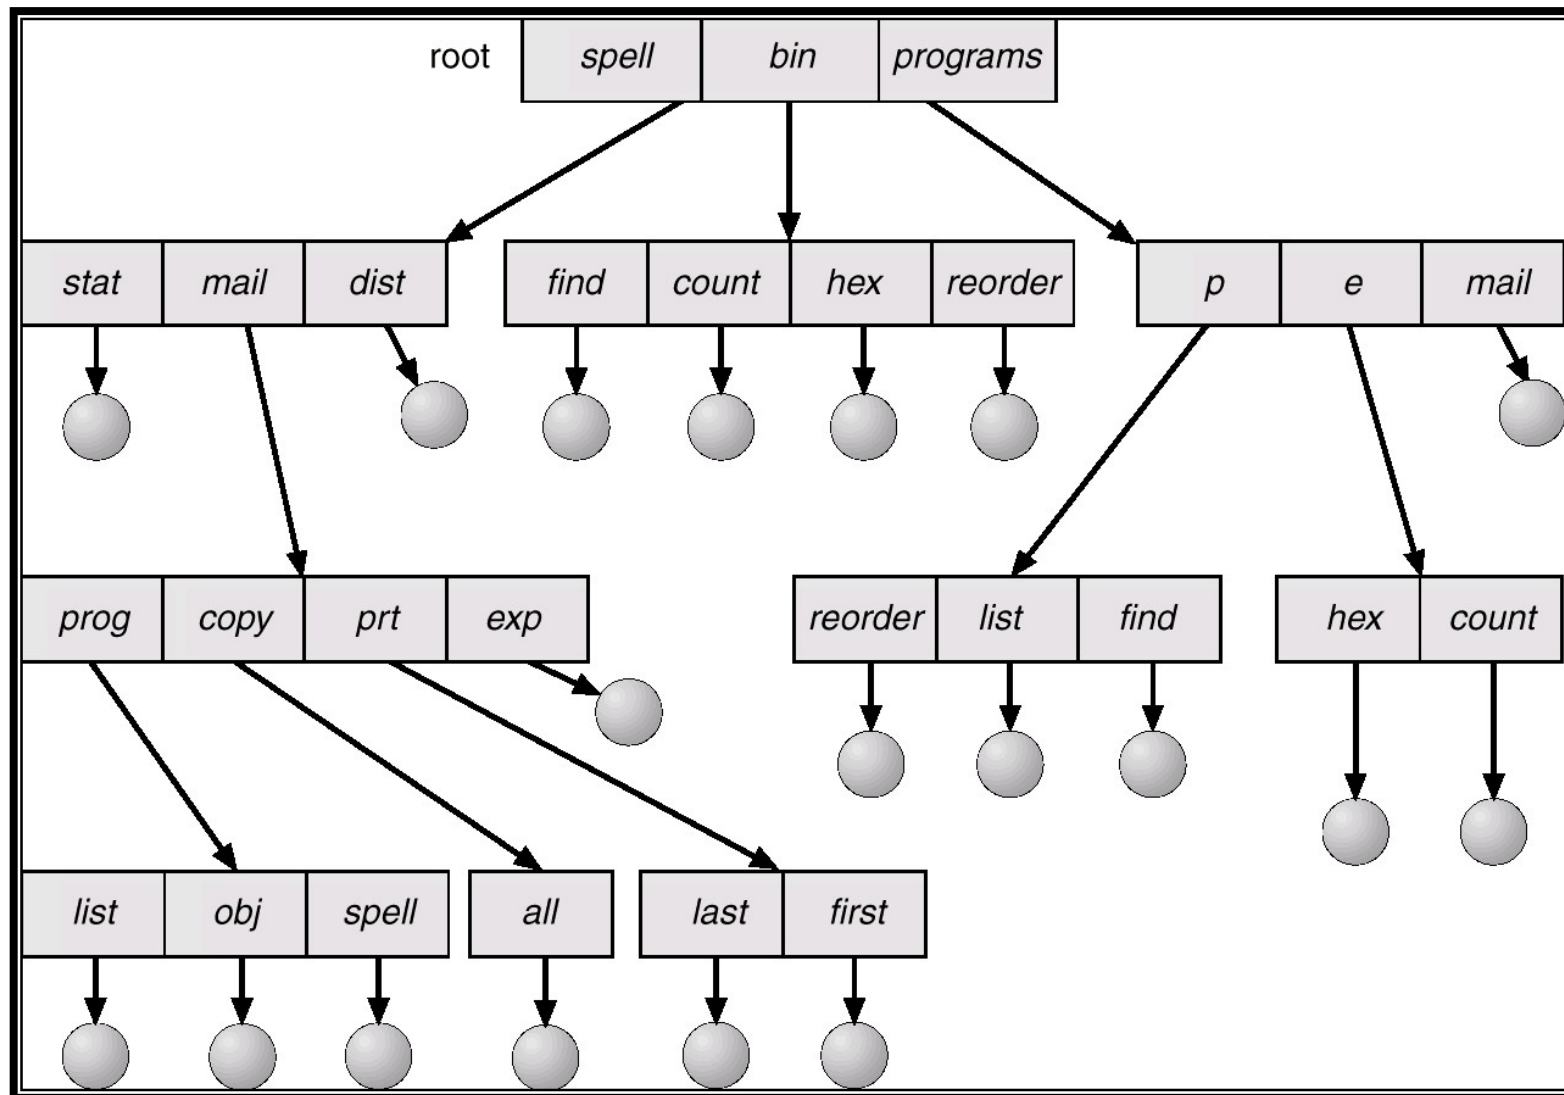 root spell bin programs
stat mail dist find count hex reorder p e mail
prog copy prt exp reorder list find hex count
list obj spell all last first